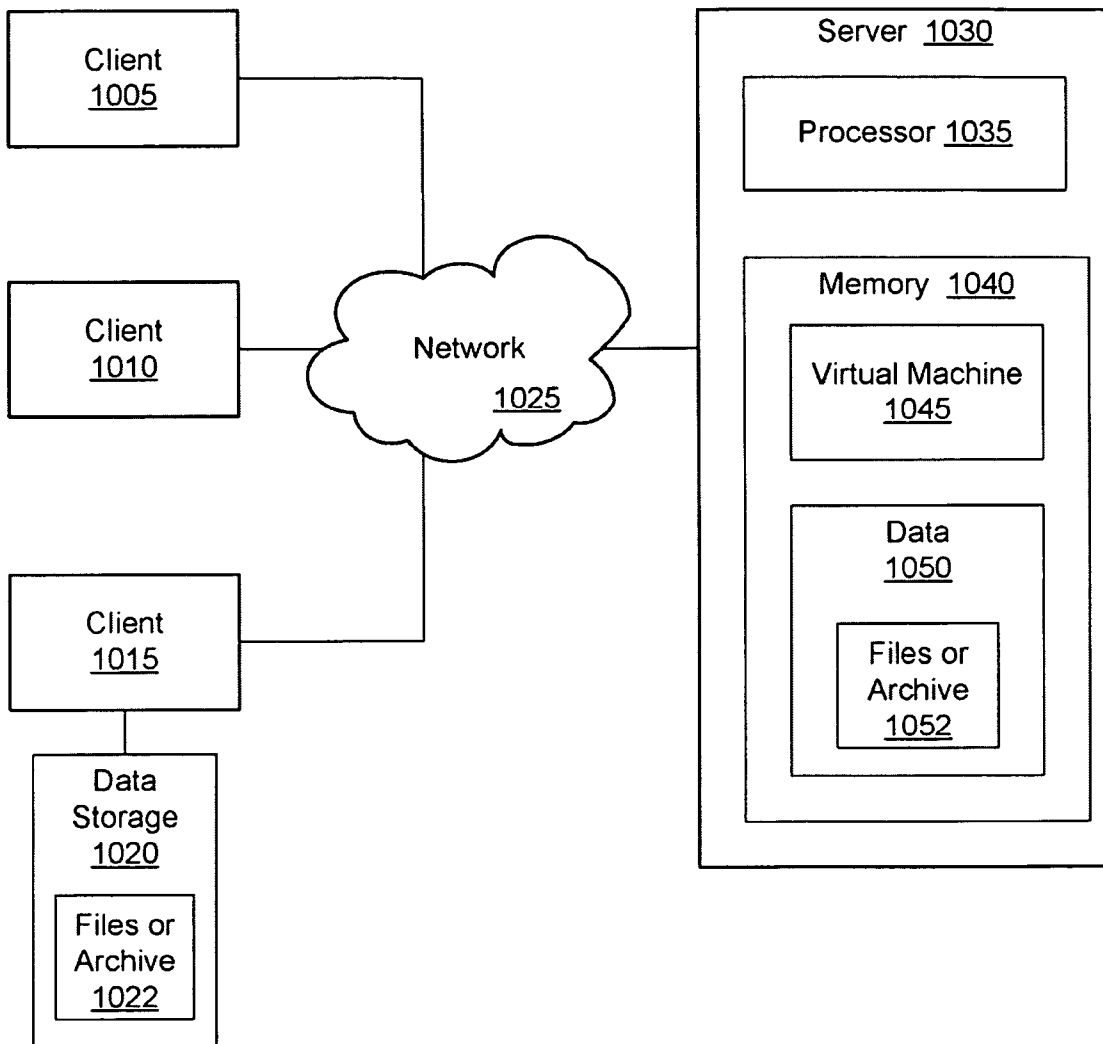 Client
1005
Client
1010
Client
1015
Data
Storage
1020
Files or
Archive
1022
Network
1025
Server 1030
Processor 1035
Memory 1040
Virtual Machine
1045
Data
1050
Files or
Archive
1052